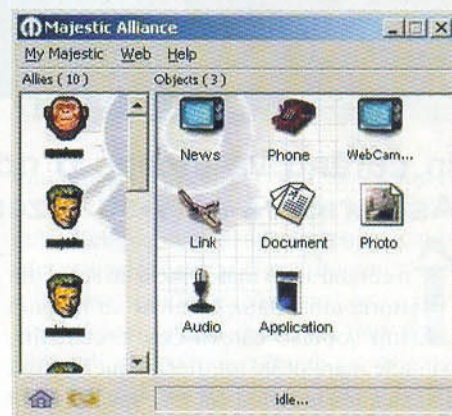 Majestic Alliance
My Majestic Web Help
Allies ( 10 ) Objects ( 3 )
News Phone WebCam...
Link Document Photo
Audio Application
idle...